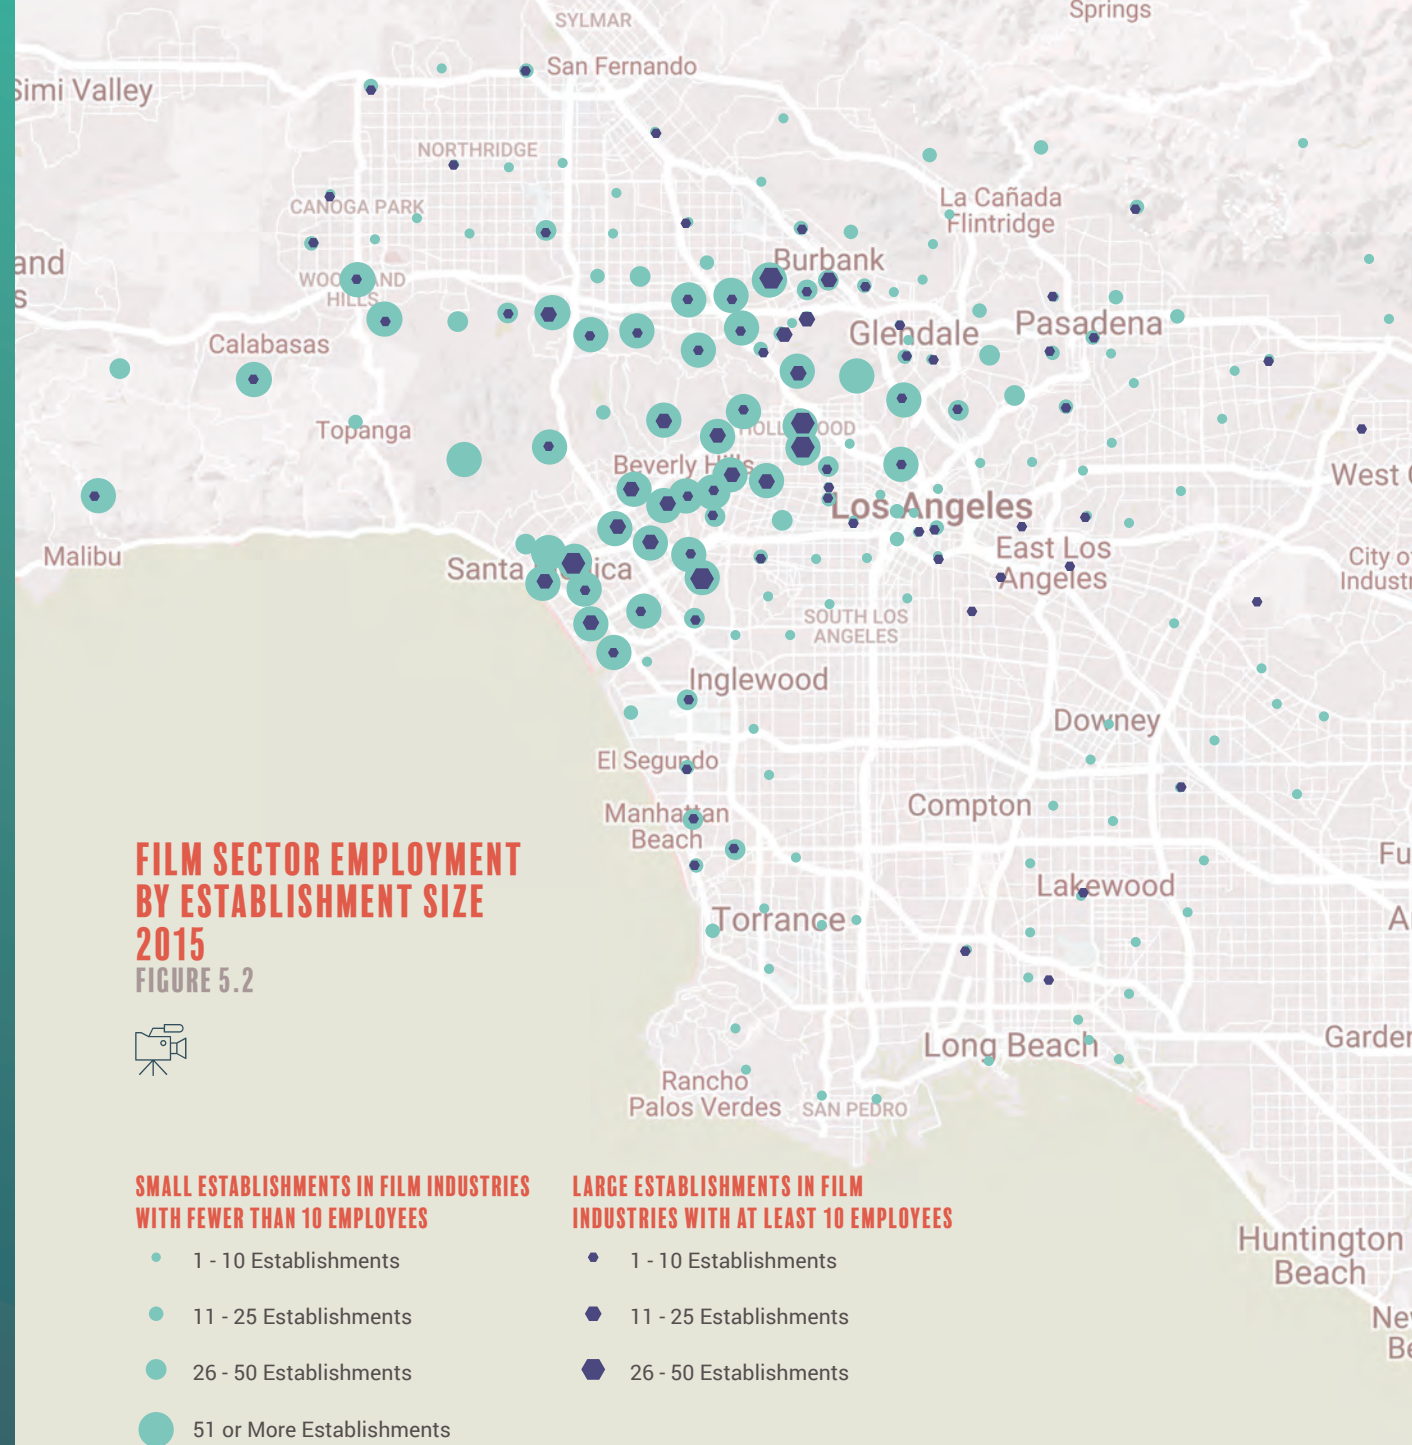 Springs
SYLMAR
San Fernando
Simi Valley
NORTHRIDGE
La Cañada
Flintridge
CANOGA PARK
Burbank
WOODLAND
HILLS
Glendale
Pasadena
Calabasas
Topanga
HOLLYWOOD
Beverly Hills
West
Los Angeles
Malibu
Santa Monica
East Los
Angeles
City of
SOUTH LOS
ANGELES
Inglewood
Downey
El Segundo
Manhattan
Beach
Compton
FILM SECTOR EMPLOYMENT
BY ESTABLISHMENT SIZE
2015
FIGURE 5.2
Lakewood
Torrance
Long Beach
Rancho
Palos Verdes
SAN PEDRO
SMALL ESTABLISHMENTS IN FILM INDUSTRIES
WITH FEWER THAN 10 EMPLOYEES
1 - 10 Establishments
11 - 25 Establishments
26 - 50 Establishments
51 or More Establishments
LARGE ESTABLISHMENTS IN FILM
INDUSTRIES WITH AT LEAST 10 EMPLOYEES
1 - 10 Establishments
11 - 25 Establishments
26 - 50 Establishments
Huntington
Beach